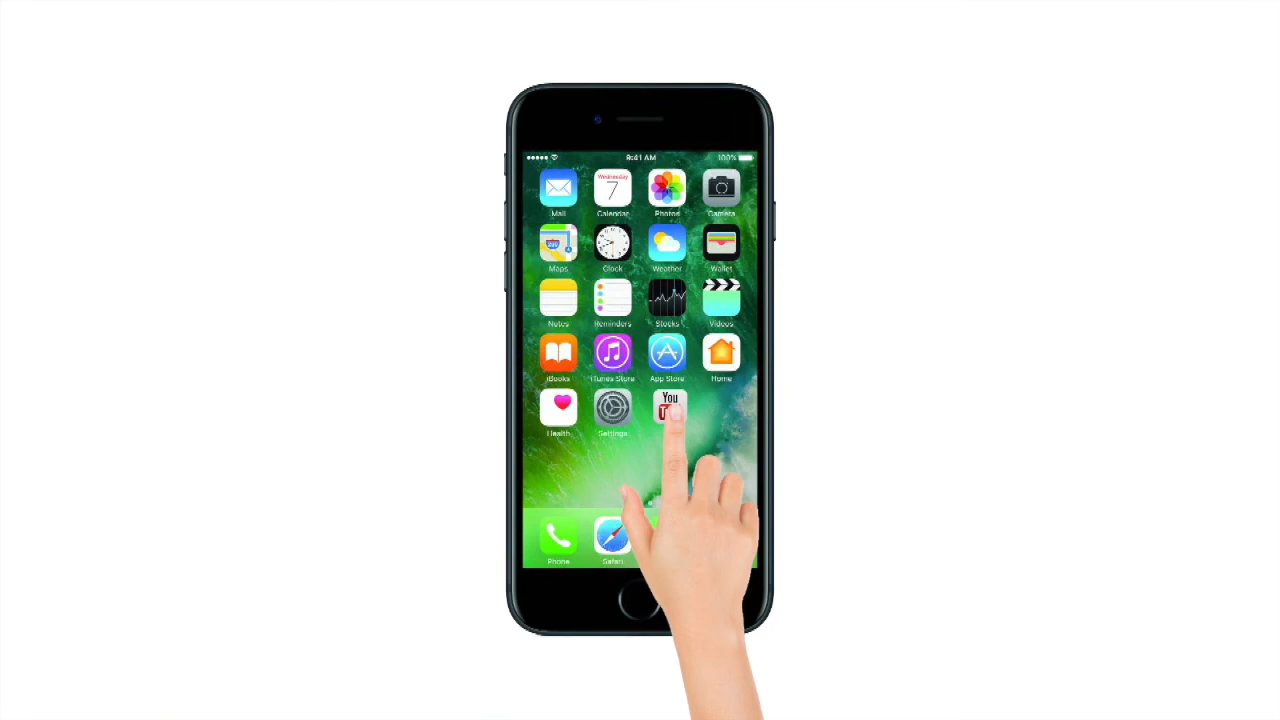 9:41 AM 100%
Wednesday
7
Mail Calendar Photos Camera
280
Maps Clock Weather Wallet
Notes Reminders Stocks Videos
iBooks iTunes Store App Store Home
You
Health Settings
Phone Safari